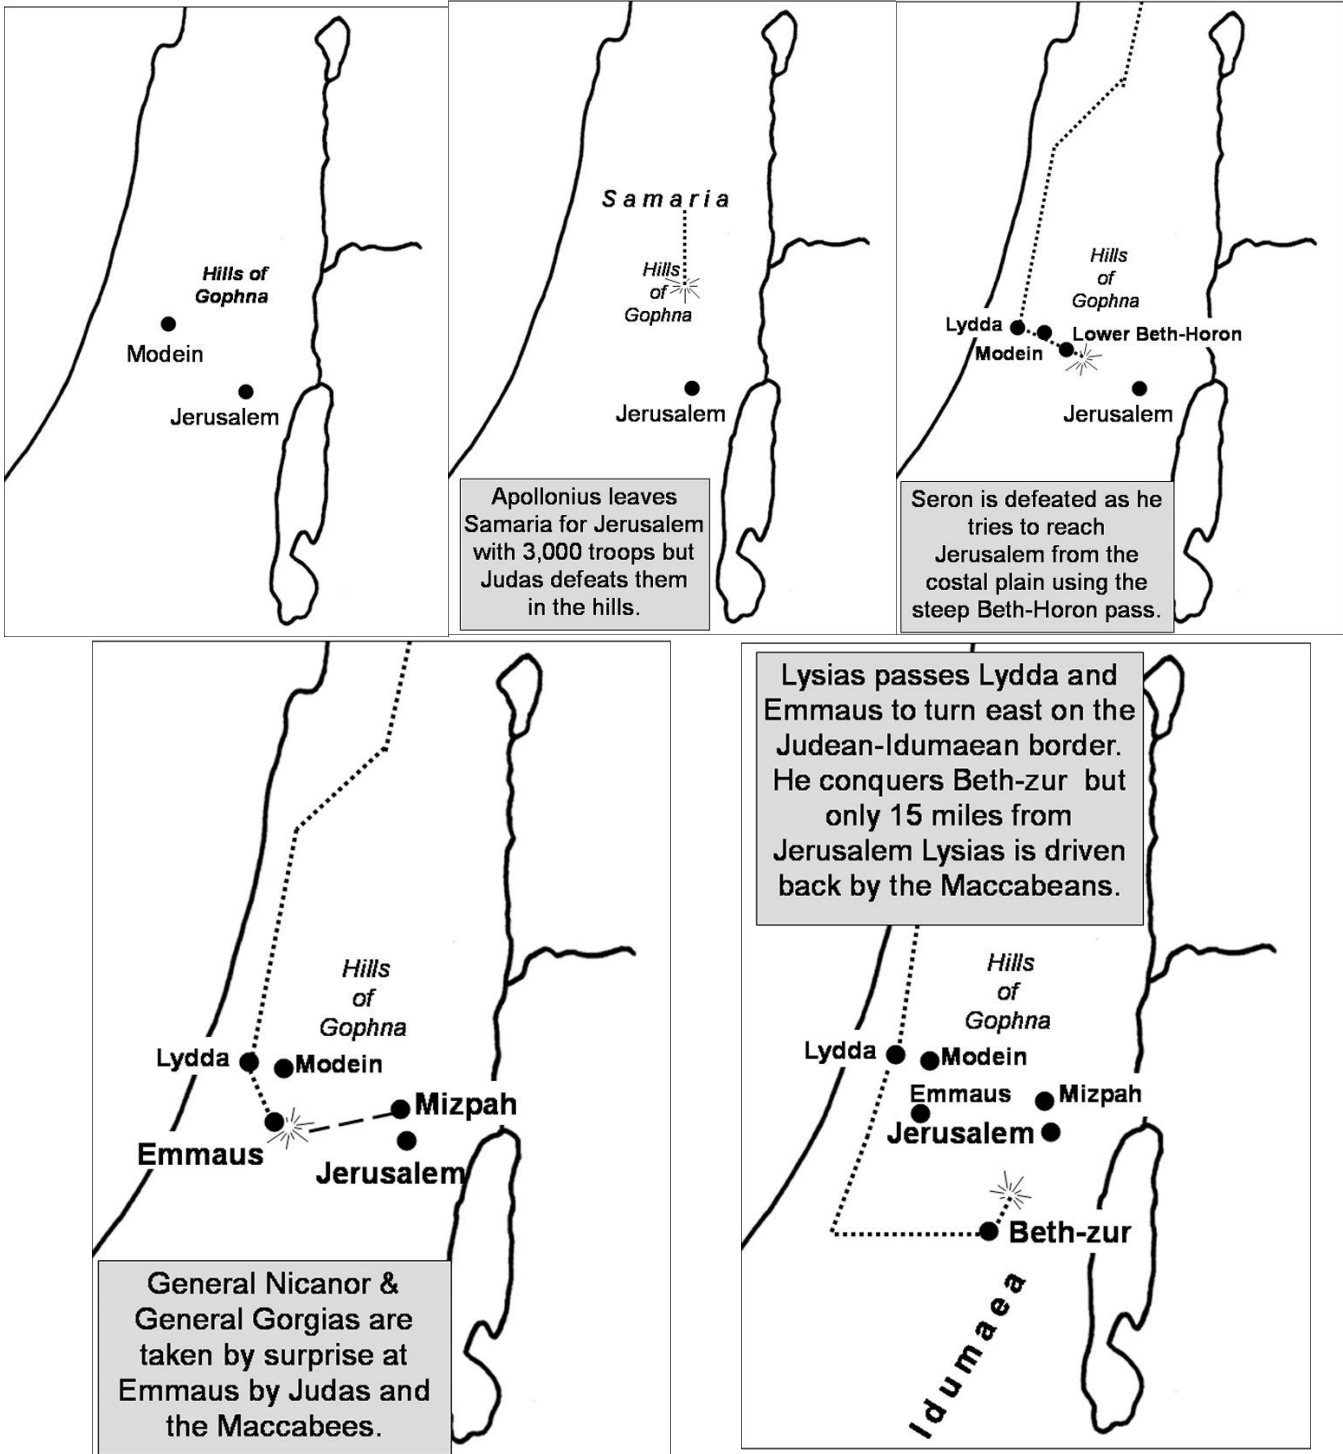 Hills of
Gophna
Modein
Jerusalem
Samaria
Hills
of
Gophna
Jerusalem
Apollonius leaves
Samaria for Jerusalem
with 3,000 troops but
Judas defeats them
in the hills.
Hills
of
Gophna
Lydda
Lower Beth-Horon
Modein
Jerusalem
Seron is defeated as he
tries to reach
Jerusalem from the
costal plain using the
steep Beth-Horon pass.
Hills
of
Gophna
Lydda
Modein
Mizpah
Emmaus
Jerusalem
General Nicanor &
General Gorgias are
taken by surprise at
Emmaus by Judas and
the Maccabees.
Lysias passes Lydda and
Emmaus to turn east on the
Judean-Idumaean border.
He conquers Beth-zur but
only 15 miles from
Jerusalem Lysias is driven
back by the Maccabeans.
Hills
of
Gophna
Lydda
Modein
Emmaus
Mizpah
Jerusalem
Beth-zur
Idumaea